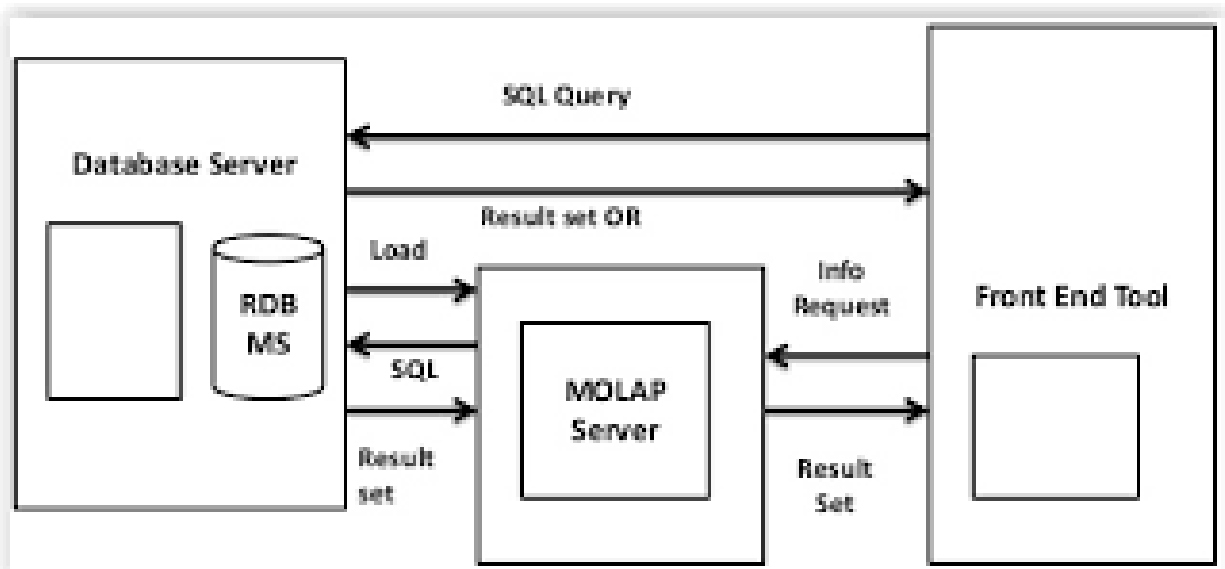 SQL Query
Database Server
Result set OR
Load
Info
Request
Front End Tool
RDB
MS
SQL
MOLAP
Server
Result
set
Result
Set